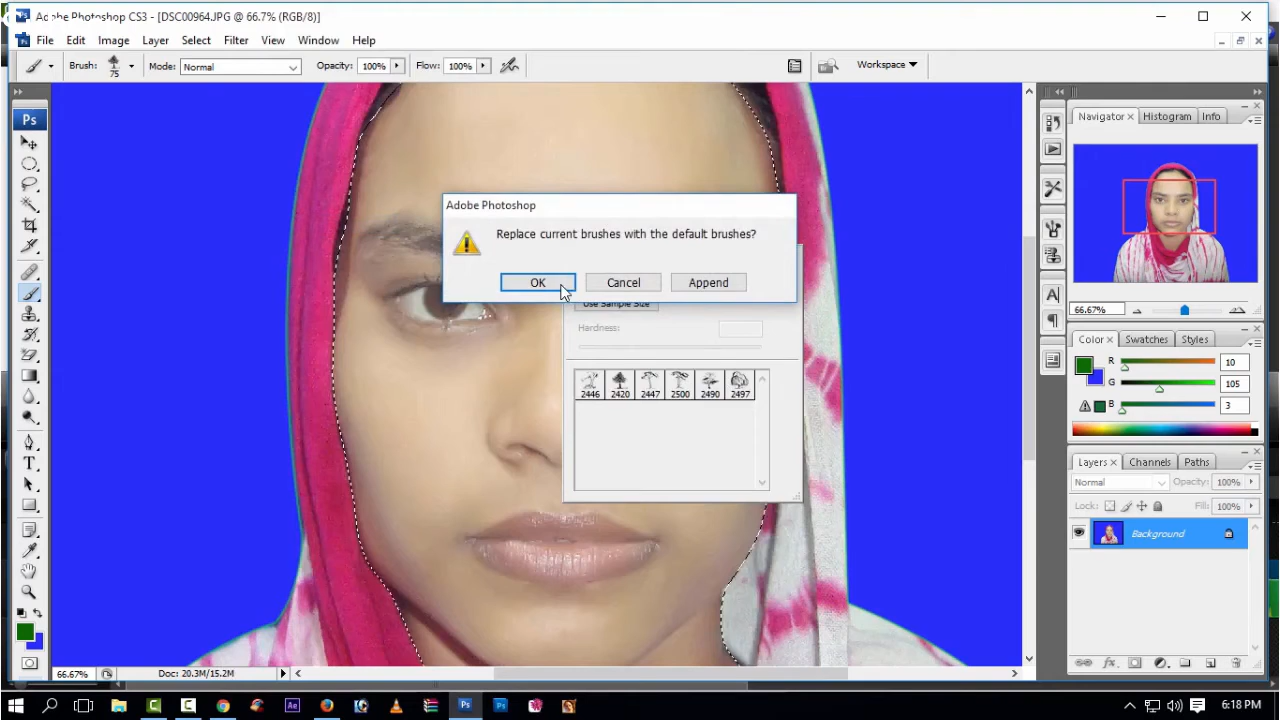 Adobe Photoshop CS3 - [DSC00964.JPG @ 66.7% (RGB/8)]
File Edit Image Layer Select Filter View Window Help
Brush: 75 Mode: Normal Opacity: 100% Flow: 100% Workspace
Ps
Navigator × Histogram Info
Adobe Photoshop
Replace current brushes with the default brushes?
OK Cancel Append
Use Sample Size
Hardness:
66.67%
Color × Swatches Styles
R 10
G 105
B 3
2446 2420 2447 2500 2490 2497
Layers × Channels Paths
Normal Opacity: 100%
Lock: Fill: 100%
Background
66.67% Doc: 20.3M/15.2M
6:18 PM